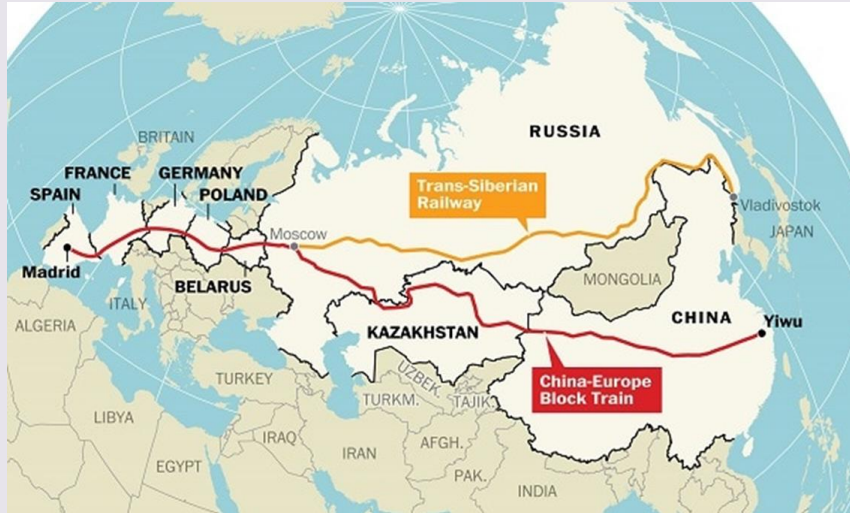 RUSSIA
BRITAIN
FRANCE
GERMANY
SPAIN
POLAND
Trans-Siberian
Railway
Moscow
Vladivostok
JAPAN
Madrid
BELARUS
MONGOLIA
ITALY
ALGERIA
KAZAKHSTAN
CHINA
Yiwu
UZBEK.
TURKEY
TURKM.
TAJIK.
China-Europe
Block Train
LIBYA
IRAQ
IRAN
AFGH.
EGYPT
PAK.
INDIA